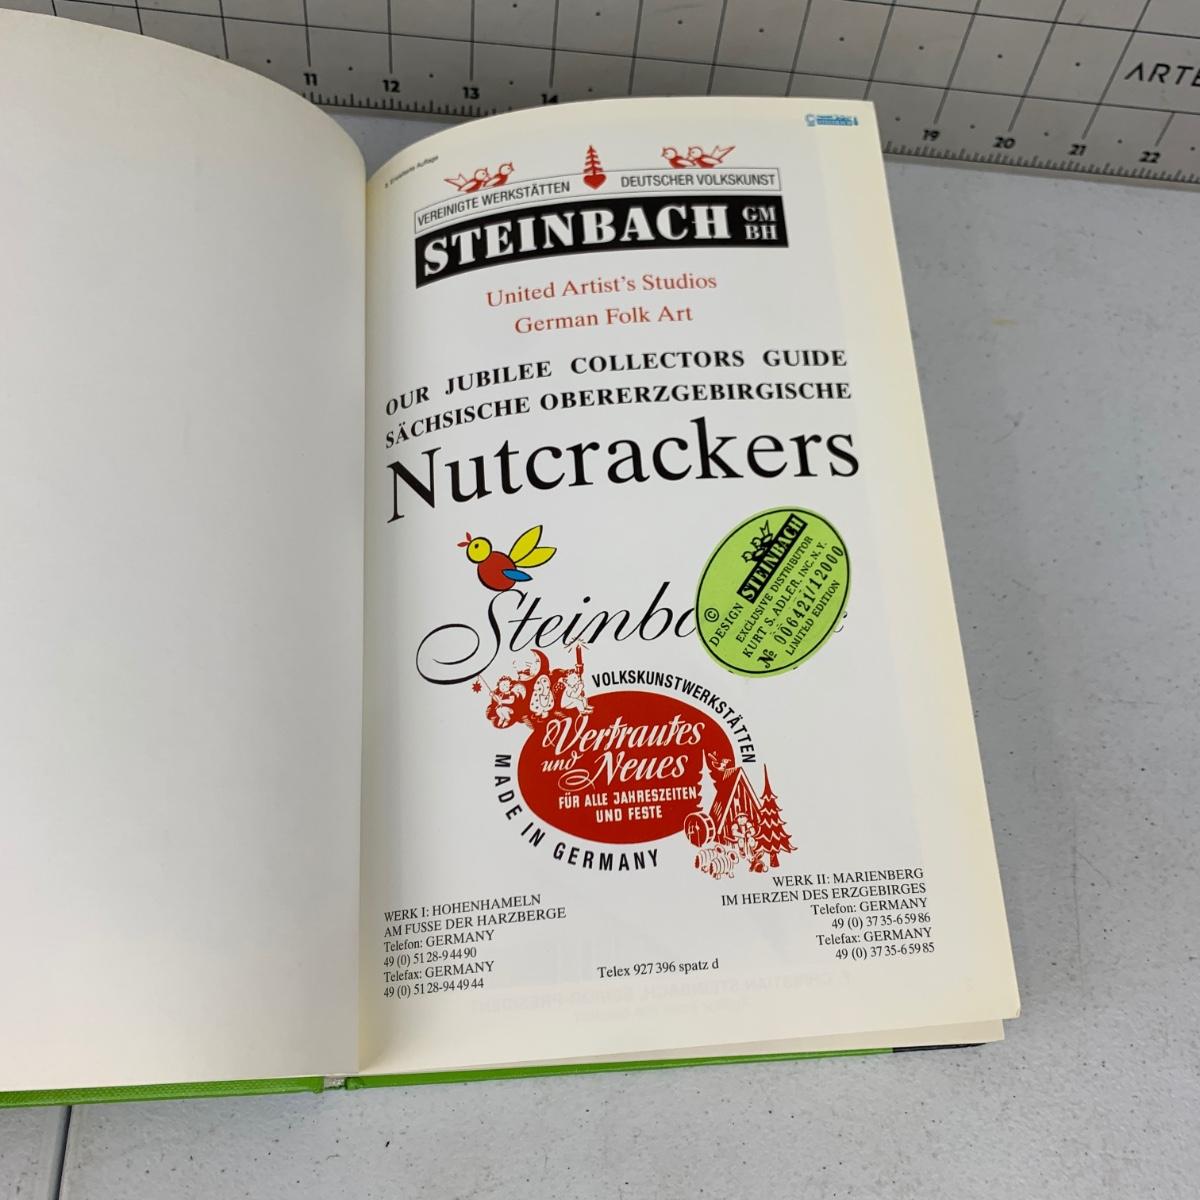 11 12 13 14
19 20 21 22
ARTE
Erweiterte Auflage
VEREINIGTE WERKSTÄTTEN DEUTSCHER VOLKSKUNST
STEINBACH GM
BH
United Artist's Studios
German Folk Art
OUR JUBILEE COLLECTORS GUIDE
SÄCHSISCHE OBERERZGEBIRGISCHE
Nutcrackers
Steinba
©
DESIGN STEINBACH
EXCLUSIVE DISTRIBUTOR
KURT S. ADLER, INC. N.Y.
№ 006421/12000
LIMITED EDITION
VOLKSKUNSTWERKSTÄTTEN
Vertrautes
und Neues
FÜR ALLE JAHRESZEITEN
UND FESTE
MADE IN GERMANY
WERK I: HOHENHAMELN
AM FUSSE DER HARZBERGE
Telefon: GERMANY
49 (0) 51 28-9 44 90
Telefax: GERMANY
49 (0) 51 28-94 49 44
Telex 927 396 spatz d
WERK II: MARIENBERG
IM HERZEN DES ERZGEBIRGES
Telefon: GERMANY
49 (0) 37 35-6 59 86
Telefax: GERMANY
49 (0) 37 35-6 59 85